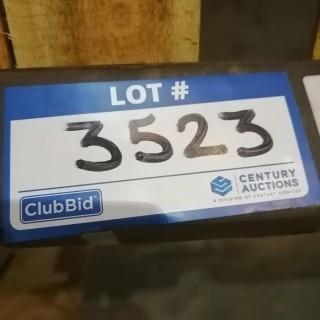 LOT #
3523
ClubBid
CENTURY
AUCTIONS
A DIVISION OF CENTURY SERVICES